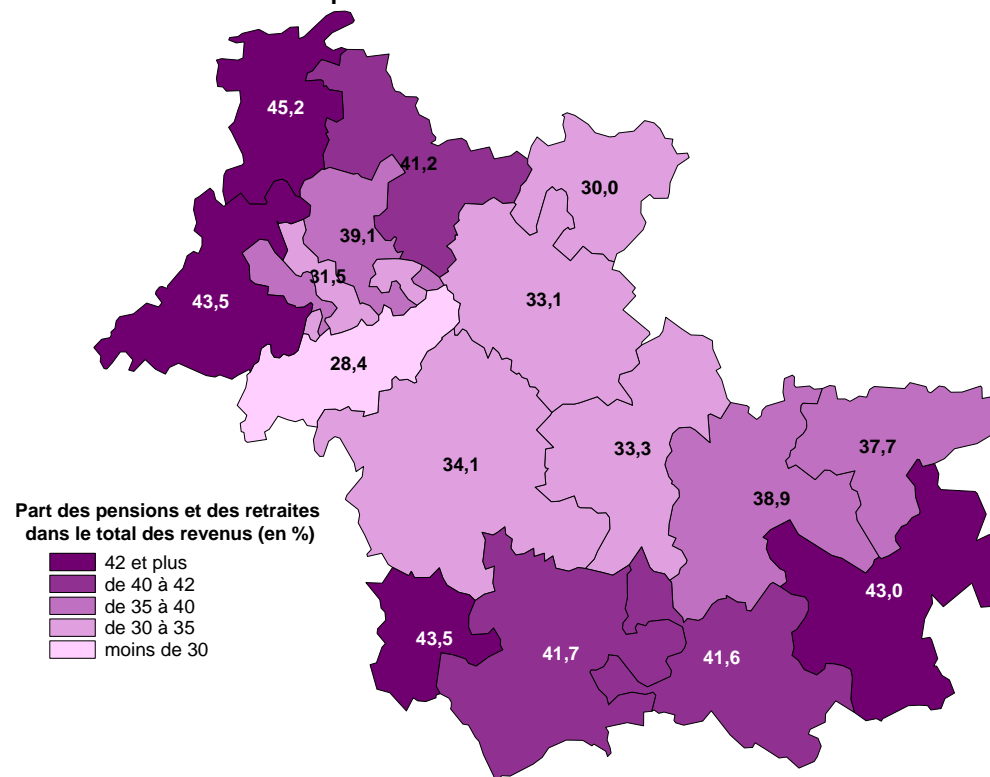 45,2
41,2
30,0
39,1
31,5
43,5
33,1
28,4
33,3
34,1
37,7
38,9
Part des pensions et des retraites
dans le total des revenus (en %)
42 et plus
de 40 à 42
de 35 à 40
de 30 à 35
moins de 30
43,0
43,5
41,7
41,6